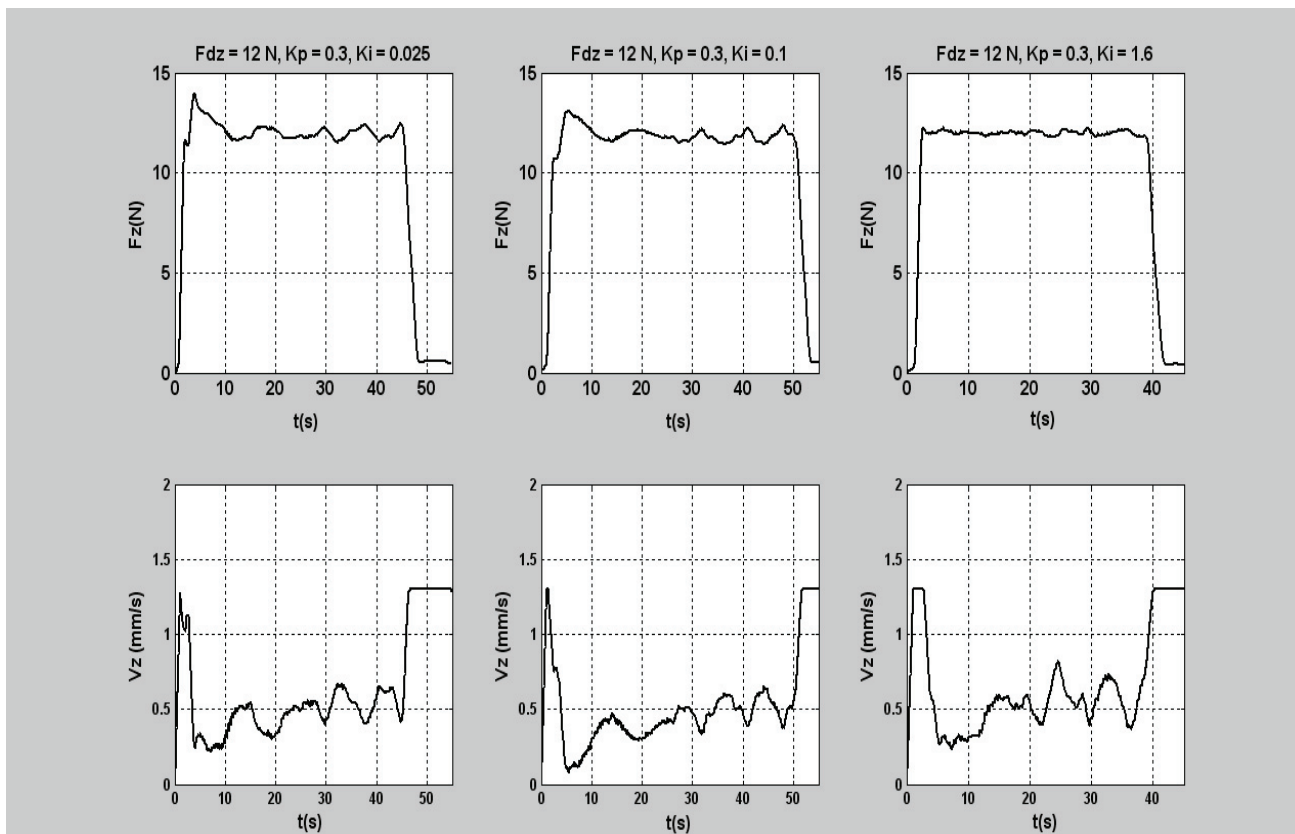 Fdz = 12 N, Kp = 0.3, Ki = 0.025
15
10
5
0
Fz(N)
0 10 20 30 40 50
t(s)
Fdz = 12 N, Kp = 0.3, Ki = 0.1
15
10
5
0
Fz(N)
0 10 20 30 40 50
t(s)
Fdz = 12 N, Kp = 0.3, Ki = 1.6
15
10
5
0
Fz(N)
0 10 20 30 40
t(s)
2
1.5
1
0.5
0
Vz (mm/s)
0 10 20 30 40 50
t(s)
2
1.5
1
0.5
0
Vz (mm/s)
0 10 20 30 40 50
t(s)
2
1.5
1
0.5
0
Vz (mm/s)
0 10 20 30 40
t(s)